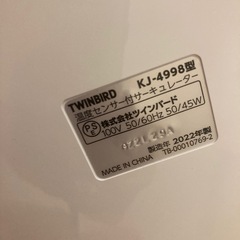 TWINBIRD KJ-4998型
温度センサー付サーキュレーター
PS E 株式会社ツインバード
100V 50/60Hz 50/45W
製造年 2022年製
MADE IN CHINA TB-00010769-2